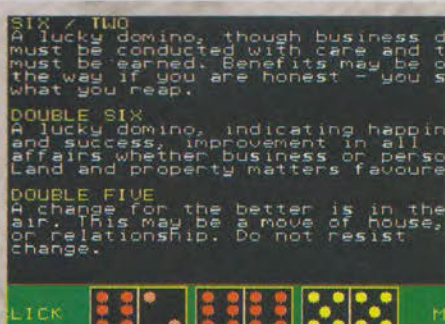 SIX / TWO
A lucky domino, though business d
must be conducted with care and t
must be earned. Benefits may be o
the way if you are honest - you s
what you reap.
DOUBLE SIX
A lucky domino, indicating happin
and success, improvement in all
affairs whether business or perso
Land and property matters favoure
DOUBLE FIVE
A change for the better is in the
air. This may be a move of house,
or relationship. Do not resist
change.
LICK M